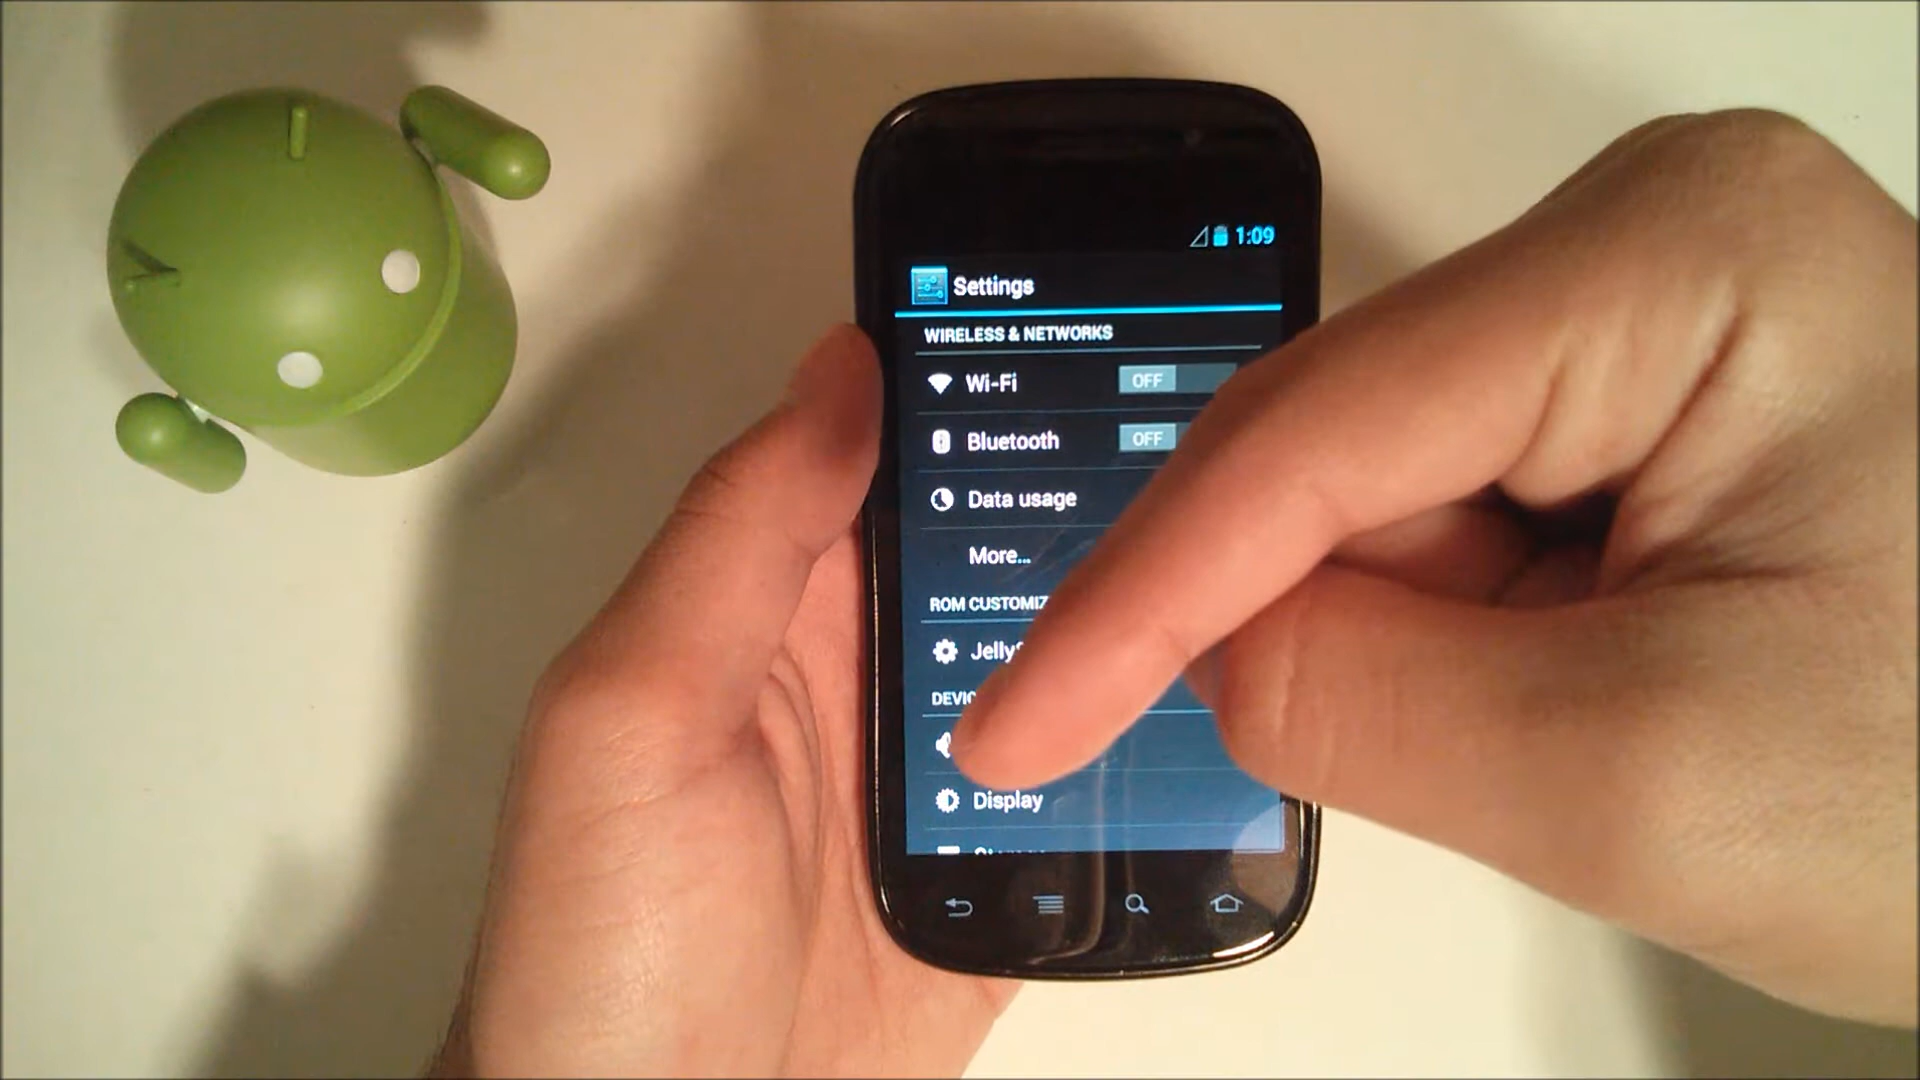 1:09
Settings
WIRELESS & NETWORKS
Wi-Fi OFF
Bluetooth OFF
Data usage
More...
Display